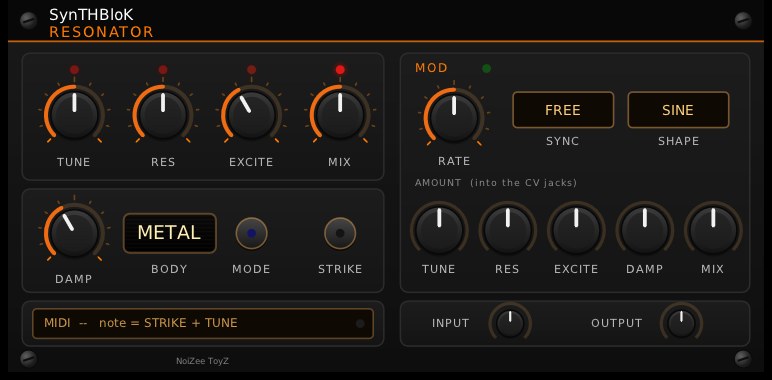 SynTHBloK
RESONATOR
TUNE RES EXCITE MIX
DAMP
METAL
BODY MODE STRIKE
MIDI -- note = STRIKE + TUNE
NoiZee ToyZ
MOD
RATE
FREE SINE
SYNC SHAPE
AMOUNT (into the CV jacks)
TUNE RES EXCITE DAMP MIX
INPUT OUTPUT